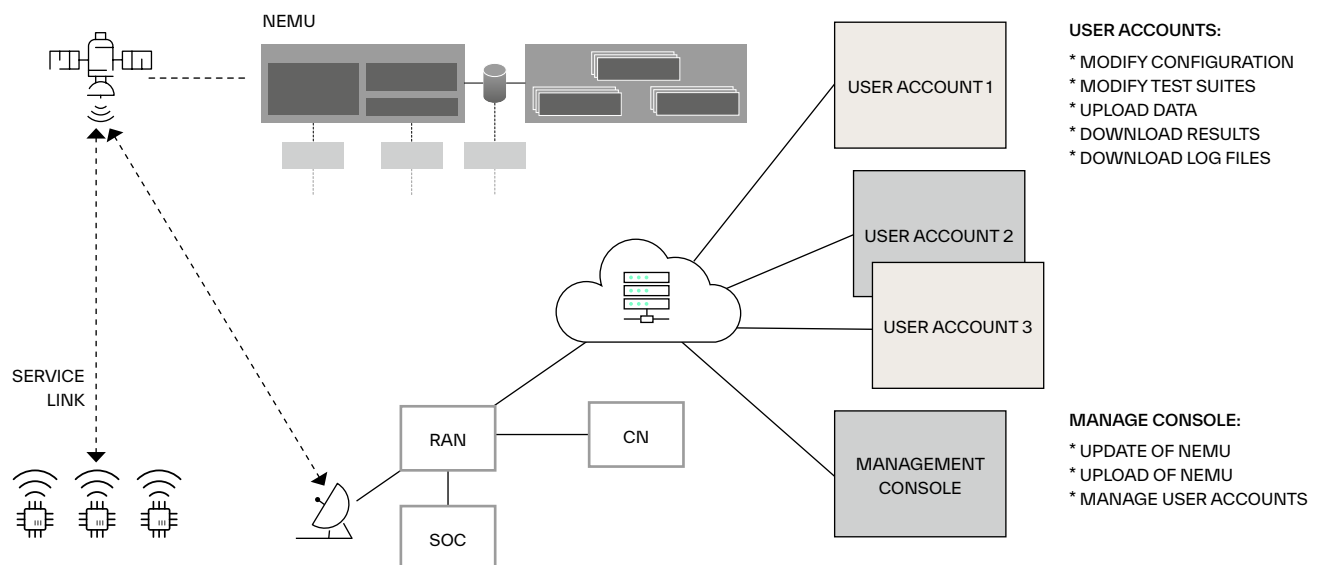 NEMU
USER ACCOUNT 1
USER ACCOUNTS:
* MODIFY CONFIGURATION
* MODIFY TEST SUITES
* UPLOAD DATA
* DOWNLOAD RESULTS
* DOWNLOAD LOG FILES
USER ACCOUNT 2
USER ACCOUNT 3
SERVICE
LINK
RAN
CN
SOC
MANAGEMENT
CONSOLE
MANAGE CONSOLE:
* UPDATE OF NEMU
* UPLOAD OF NEMU
* MANAGE USER ACCOUNTS